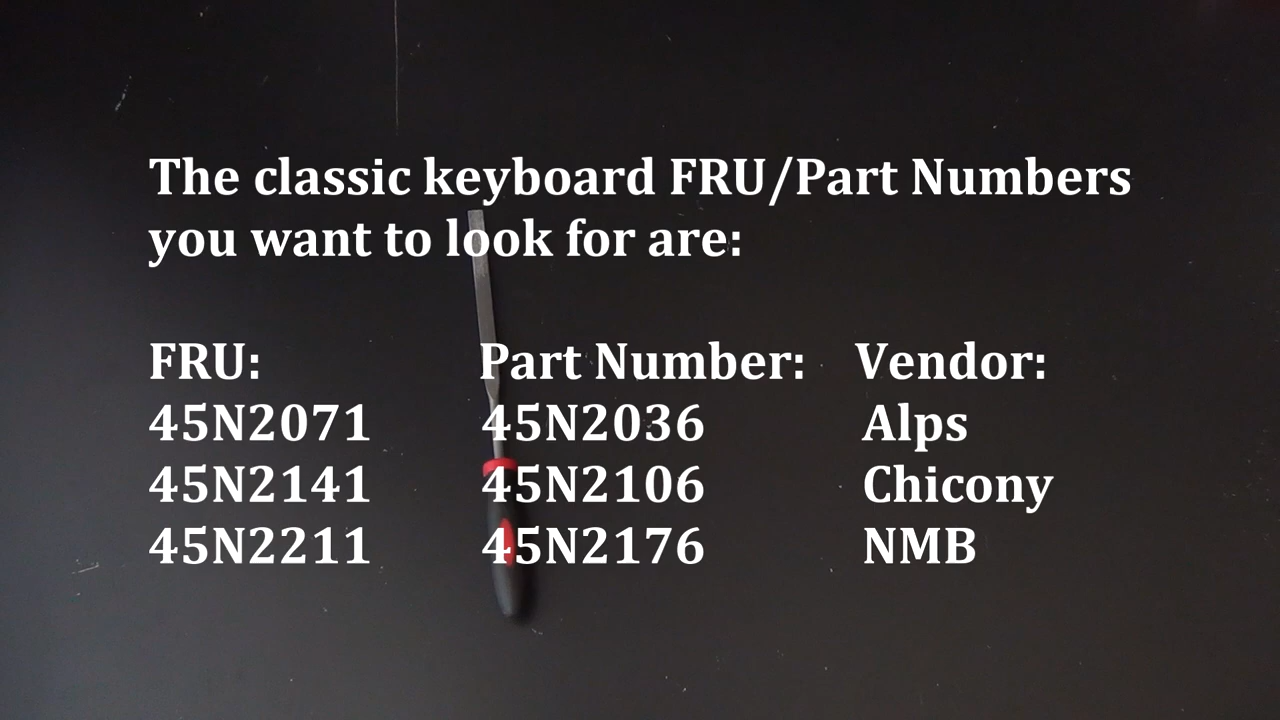 The classic keyboard FRU/Part Numbers
you want to look for are:
FRU: Part Number: Vendor:
45N2071 45N2036 Alps
45N2141 45N2106 Chicony
45N2211 45N2176 NMB